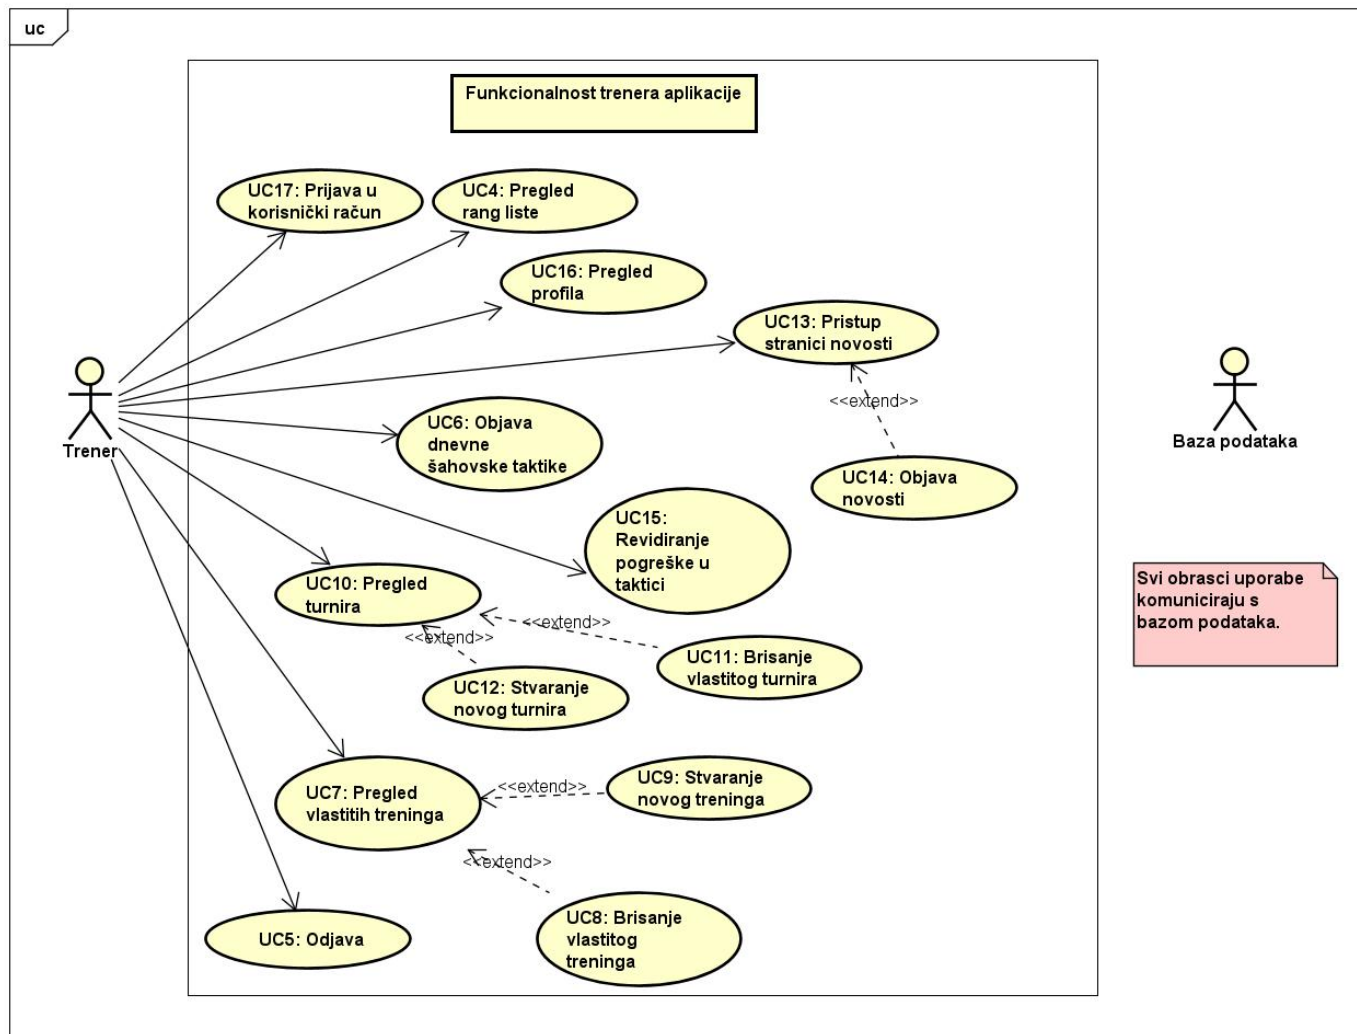 uc
Funkcionalnost trenera aplikacije
UC17: Prijava u
korisnički račun
UC4: Pregled
rang liste
UC16: Pregled
profila
UC13: Pristup
stranici novosti
<<extend>>
UC14: Objava
novosti
Trener
Baza podataka
UC6: Objava
dnevne
šahovske taktike
UC15:
Revidiranje
pogreške u
taktici
UC10: Pregled
turnira
<<extend>>
<<extend>>
UC11: Brisanje
vlastitog turnira
UC12: Stvaranje
novog turnira
Svi obrasci uporabe
komuniciraju s
bazom podataka.
UC7: Pregled
vlastitih treninga
<<extend>>
UC9: Stvaranje
novog treninga
<<extend>>
UC8: Brisanje
vlastitog
treninga
UC5: Odjava